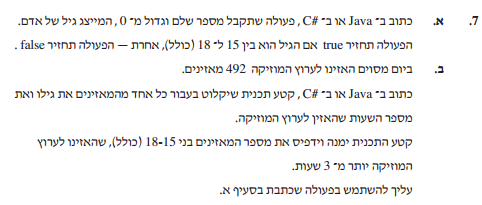 7. א. כתוב ב־ Java או ב־ C# , פעולה שתקבל מספר שלם וגדול מ־ 0 , המייצג גיל של אדם.
הפעולה תחזיר true אם הגיל הוא בין 15 ל־ 18 (כולל), אחרת — הפעולה תחזיר false .
ב. ביום מסוים האזינו לערוץ המוזיקה 492 מאזינים.
כתוב ב־ Java או ב־ C# , קטע תכנית שיקלוט בעבור כל אחד מהמאזינים את גילו ואת
מספר השעות שהאזין לערוץ המוזיקה.
קטע התכנית ימנה וידפיס את מספר המאזינים בני 15-18 (כולל), שהאזינו לערוץ
המוזיקה יותר מ־ 3 שעות.
עליך להשתמש בפעולה שכתבת בסעיף א.